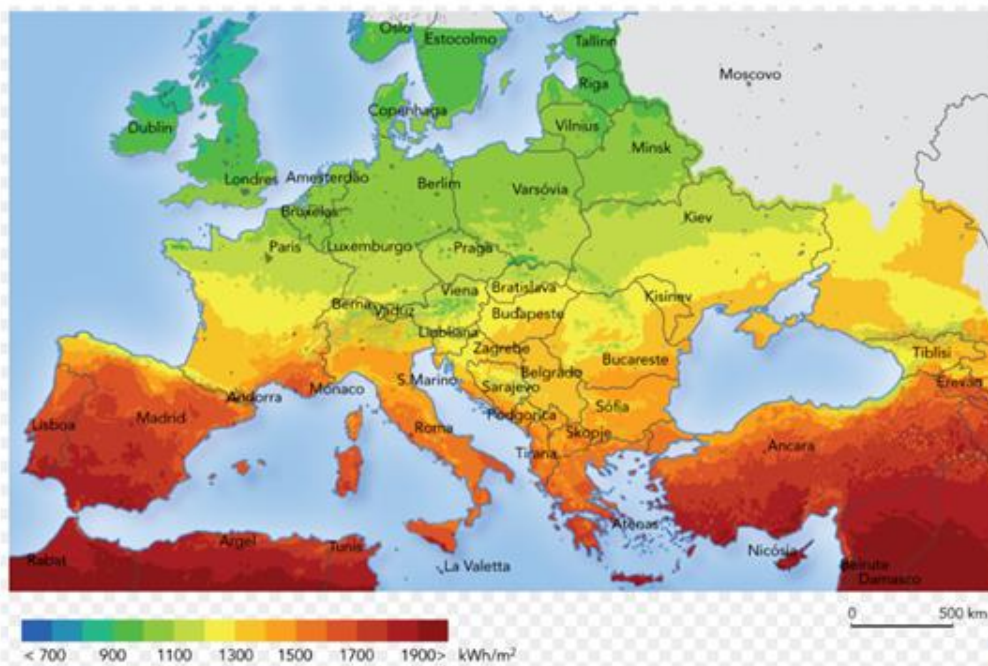 Oslo
Estocolmo
Tallinn
Moscovo
Riga
Copenhaga
Dublin
Vilnius
Minsk
Londres
Amesterdão
Berlim
Varsóvia
Bruxelas
Kiev
Paris
Luxemburgo
Praga
Viena
Bratislava
Berna
Vaduz
Budapeste
Kisinev
Liubliana
Zagrebe
Bucareste
Tiblisi
Belgrado
Erevan
Monaco
S.Marino
Sarajevo
Andorra
Sófia
Podgorica
Lisboa
Madrid
Roma
Skopje
Ancara
Tirana
Atenas
Argel
Tunis
Nicósia
Rabat
La Valetta
Beirute
Damasco
0 500 km
< 700 900 1100 1300 1500 1700 1900> kWh/m²